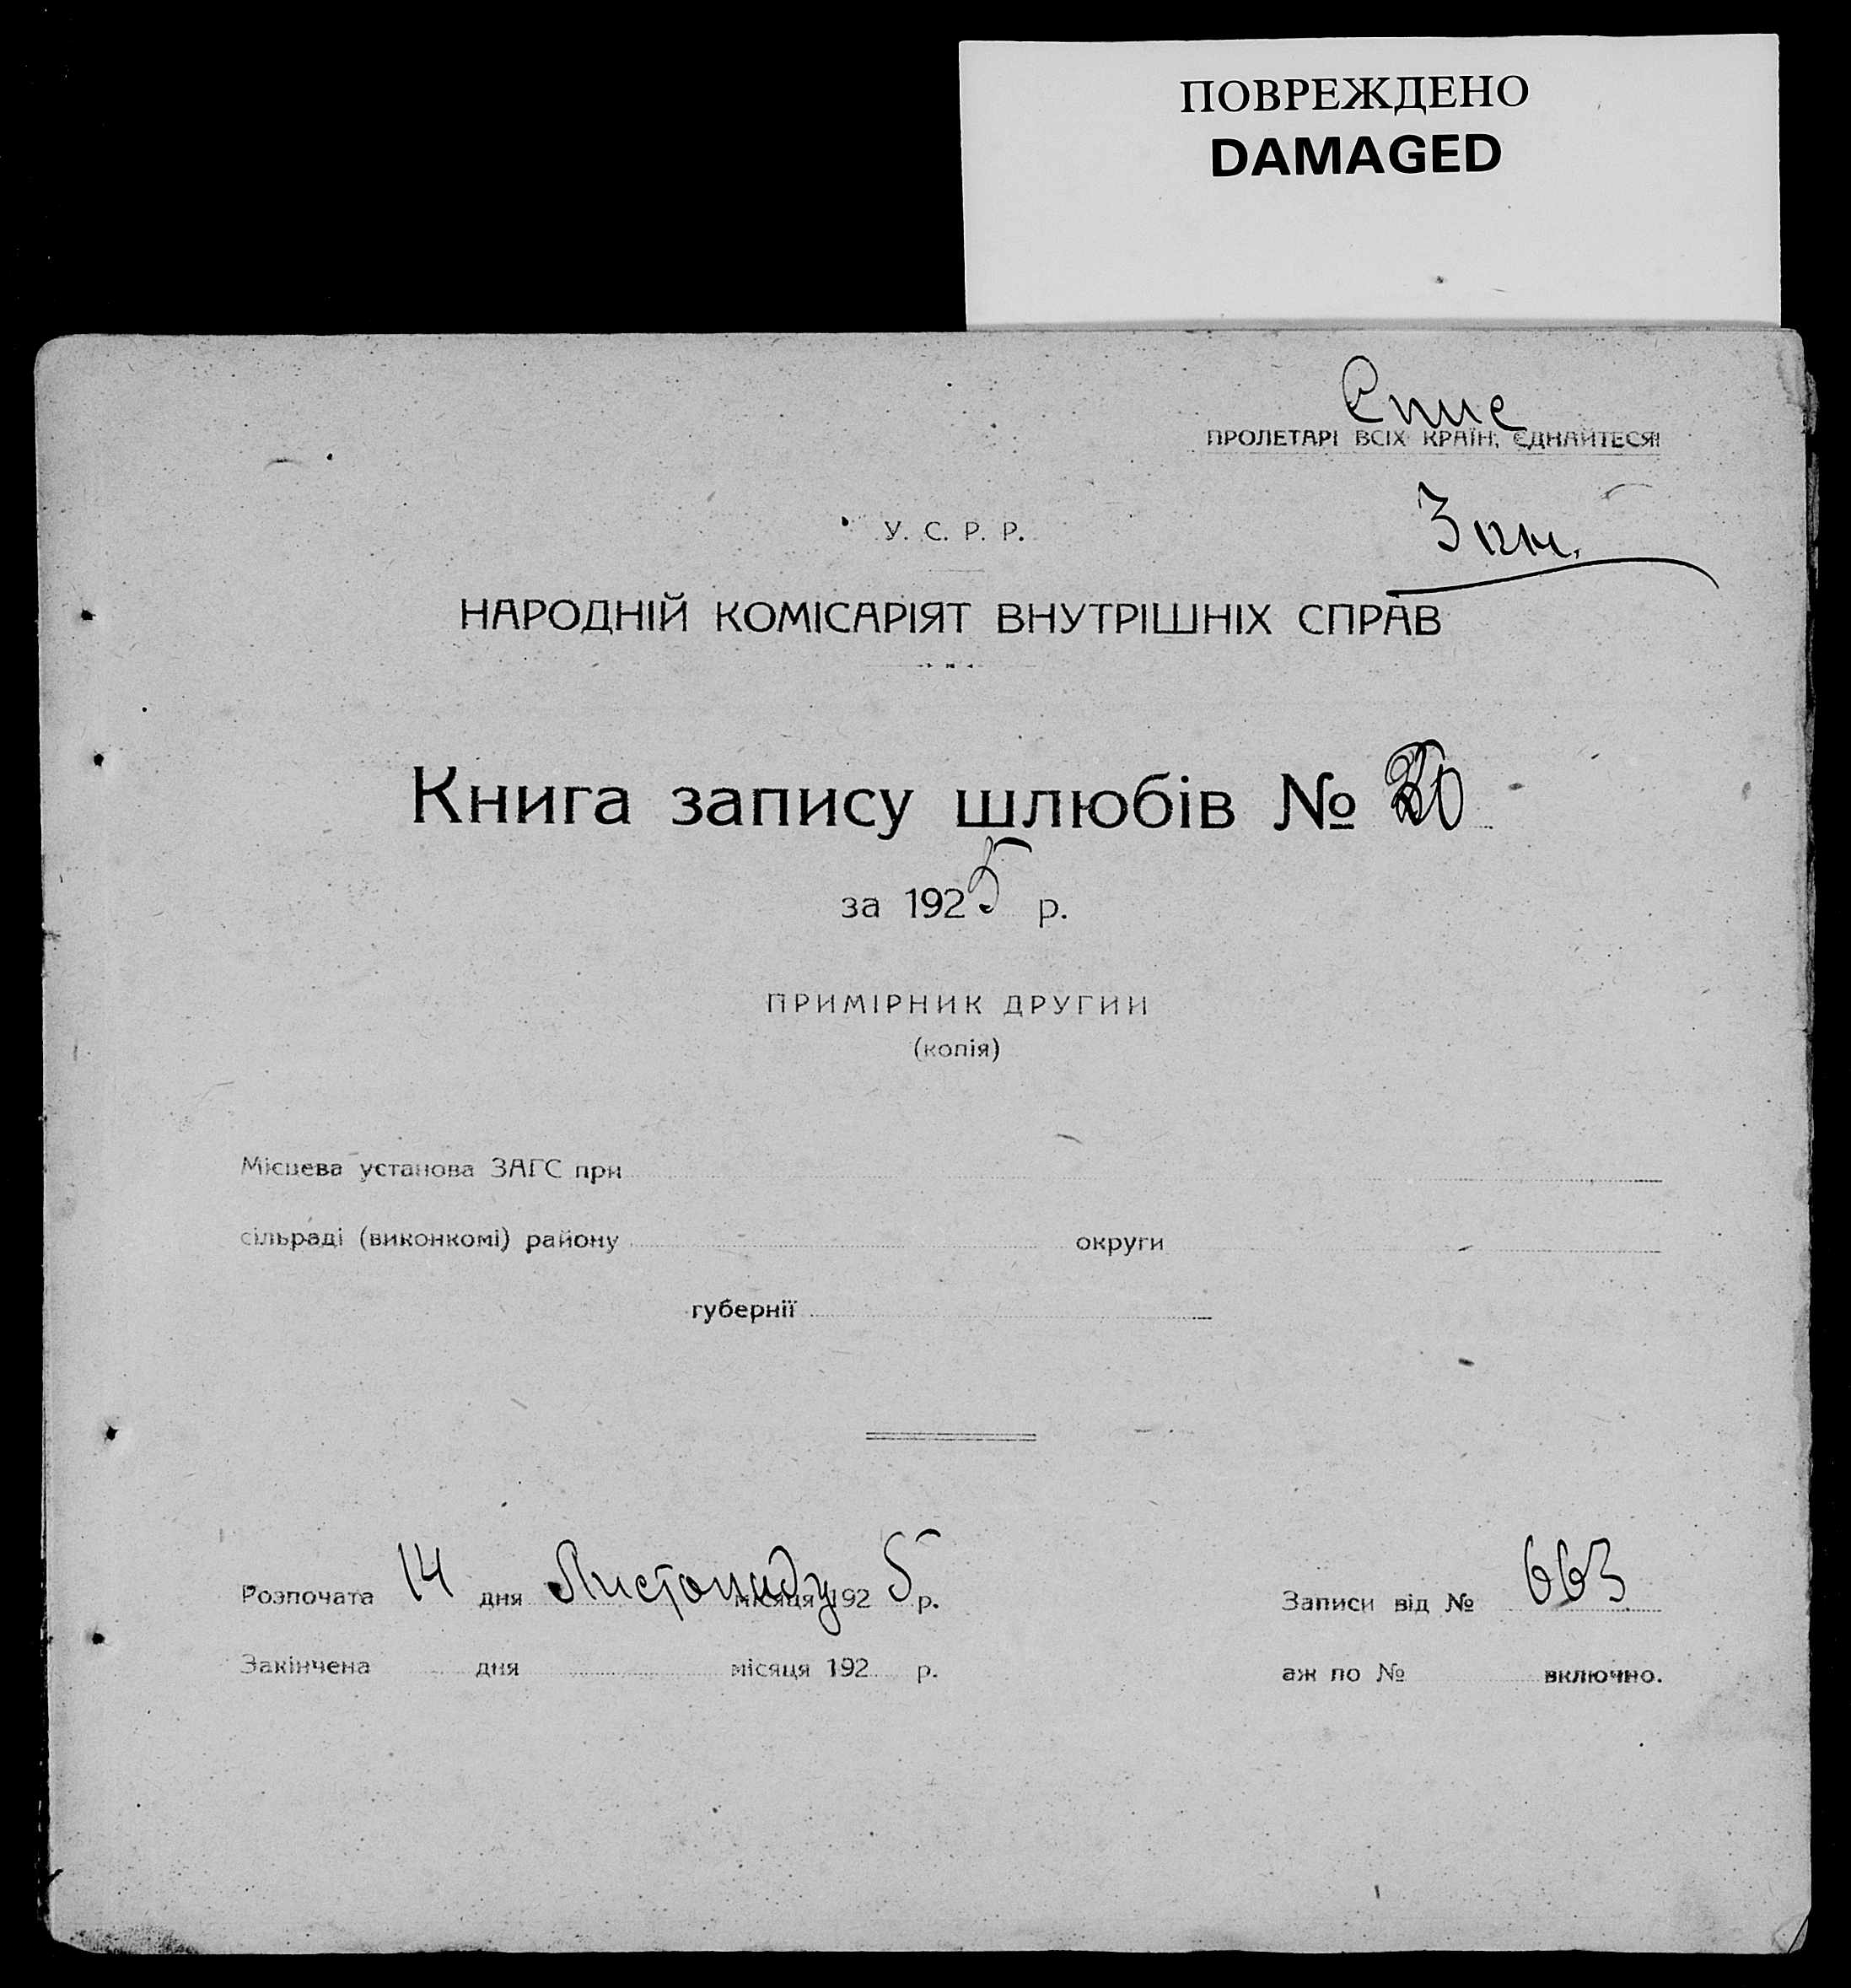 ПОВРЕЖДЕНО
DAMAGED
ПРОЛЕТАРІ ВСІХ КРАЇН, ЄДНАЙТЕСЯ!
У. С. Р. Р.
НАРОДНІЙ КОМІСАРІЯТ ВНУТРІШНІХ СПРАВ
Книга запису шлюбів №
за 1925 р.
ПРИМІРНИК ДРУГИЙ
(копія)
Місцева установа ЗАГС при
сільраді (виконкомі) району округи
губернії
Розпочата 14 дня Листопаду місяця 1925 р. Записи від № 663
Закінчена дня місяця 192 р. аж по № включно.